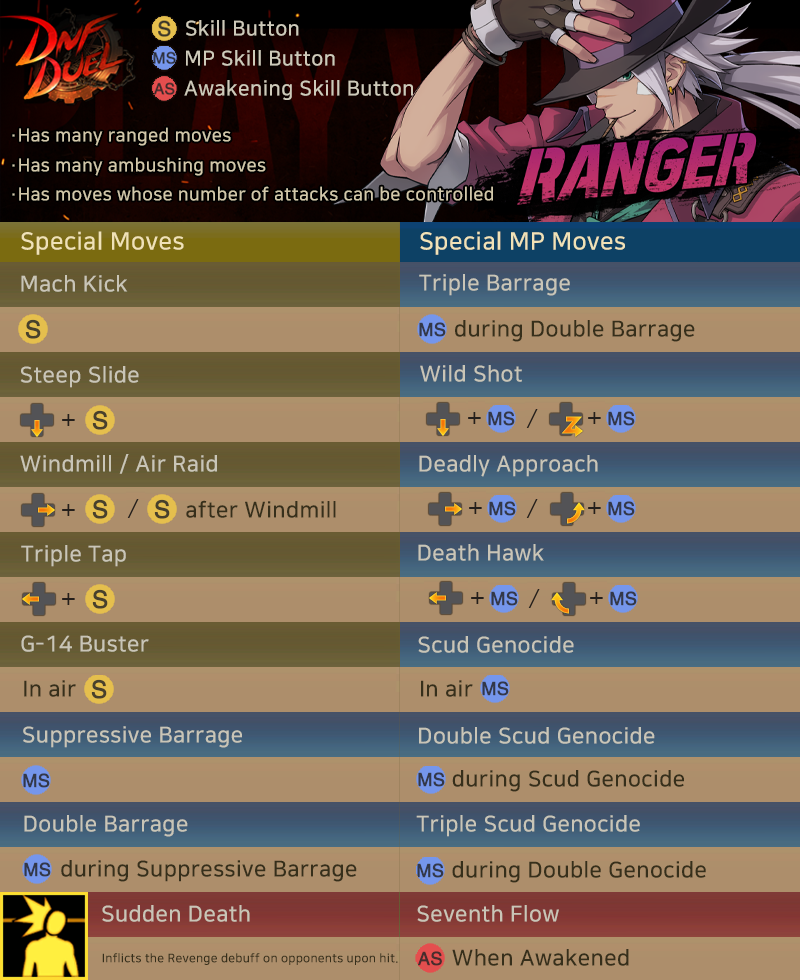 DNF DUEL
S Skill Button
MS MP Skill Button
AS Awakening Skill Button
·Has many ranged moves
·Has many ambushing moves
·Has moves whose number of attacks can be controlled
RANGER
Special Moves
Mach Kick
S
Steep Slide
+ S
Windmill / Air Raid
+ S / S after Windmill
Triple Tap
+ S
G-14 Buster
In air S
Suppressive Barrage
MS
Double Barrage
MS during Suppressive Barrage
Special MP Moves
Triple Barrage
MS during Double Barrage
Wild Shot
+ MS / + MS
Deadly Approach
+ MS / + MS
Death Hawk
+ MS / + MS
Scud Genocide
In air MS
Double Scud Genocide
MS during Scud Genocide
Triple Scud Genocide
MS during Double Genocide
Sudden Death
Inflicts the Revenge debuff on opponents upon hit.
Seventh Flow
AS When Awakened